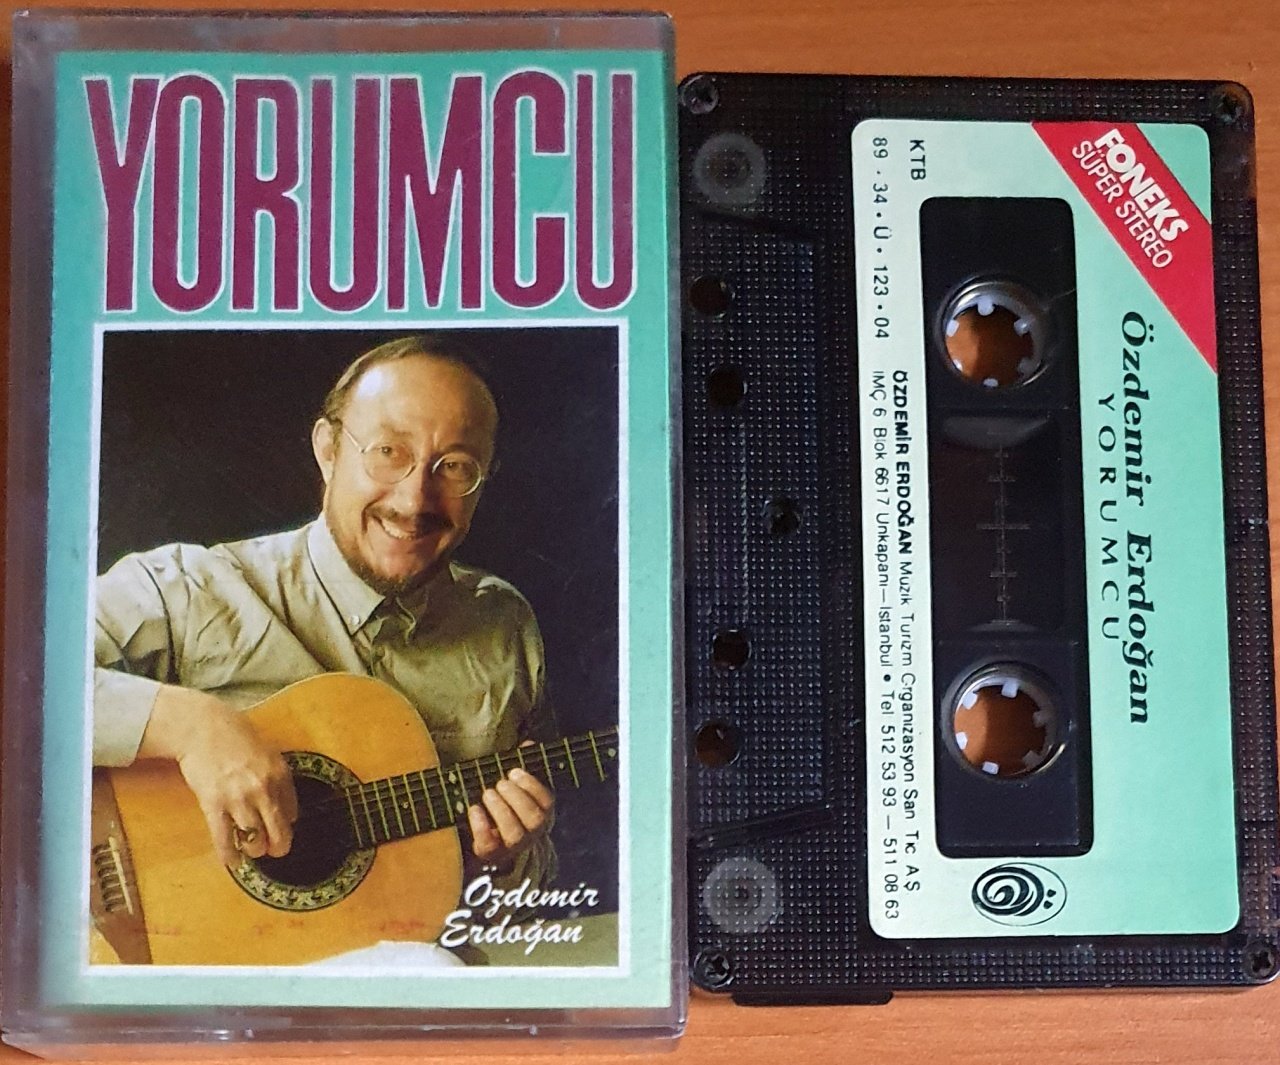 YORUMCU
Özdemir
Erdoğan
FONEKS
SÜPER STEREO
Özdemir Erdoğan
YORUMCU
KTB
89 . 34 • Ü • 123 • 04
ÖZDEMİR ERDOĞAN Müzik Turizm Organizasyon San Tic A Ş
İMÇ 6 Blok 6617 Unkapanı—İstanbul • Tel 512 53 93 — 511 08 63